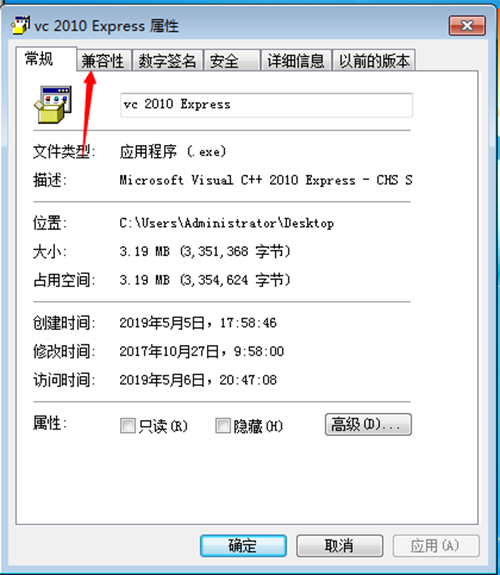 vc 2010 Express 属性
常规 兼容性 数字签名 安全 详细信息 以前的版本
vc 2010 Express
文件类型: 应用程序 (.exe)
描述: Microsoft Visual C++ 2010 Express - CHS S
位置: C:\Users\Administrator\Desktop
大小: 3.19 MB (3,351,368 字节)
占用空间: 3.19 MB (3,354,624 字节)
创建时间: 2019年5月5日，17:58:46
修改时间: 2017年10月27日，9:58:00
访问时间: 2019年5月6日，20:47:08
属性: 只读(R) 隐藏(H) 高级(D)...
确定 取消 应用(A)